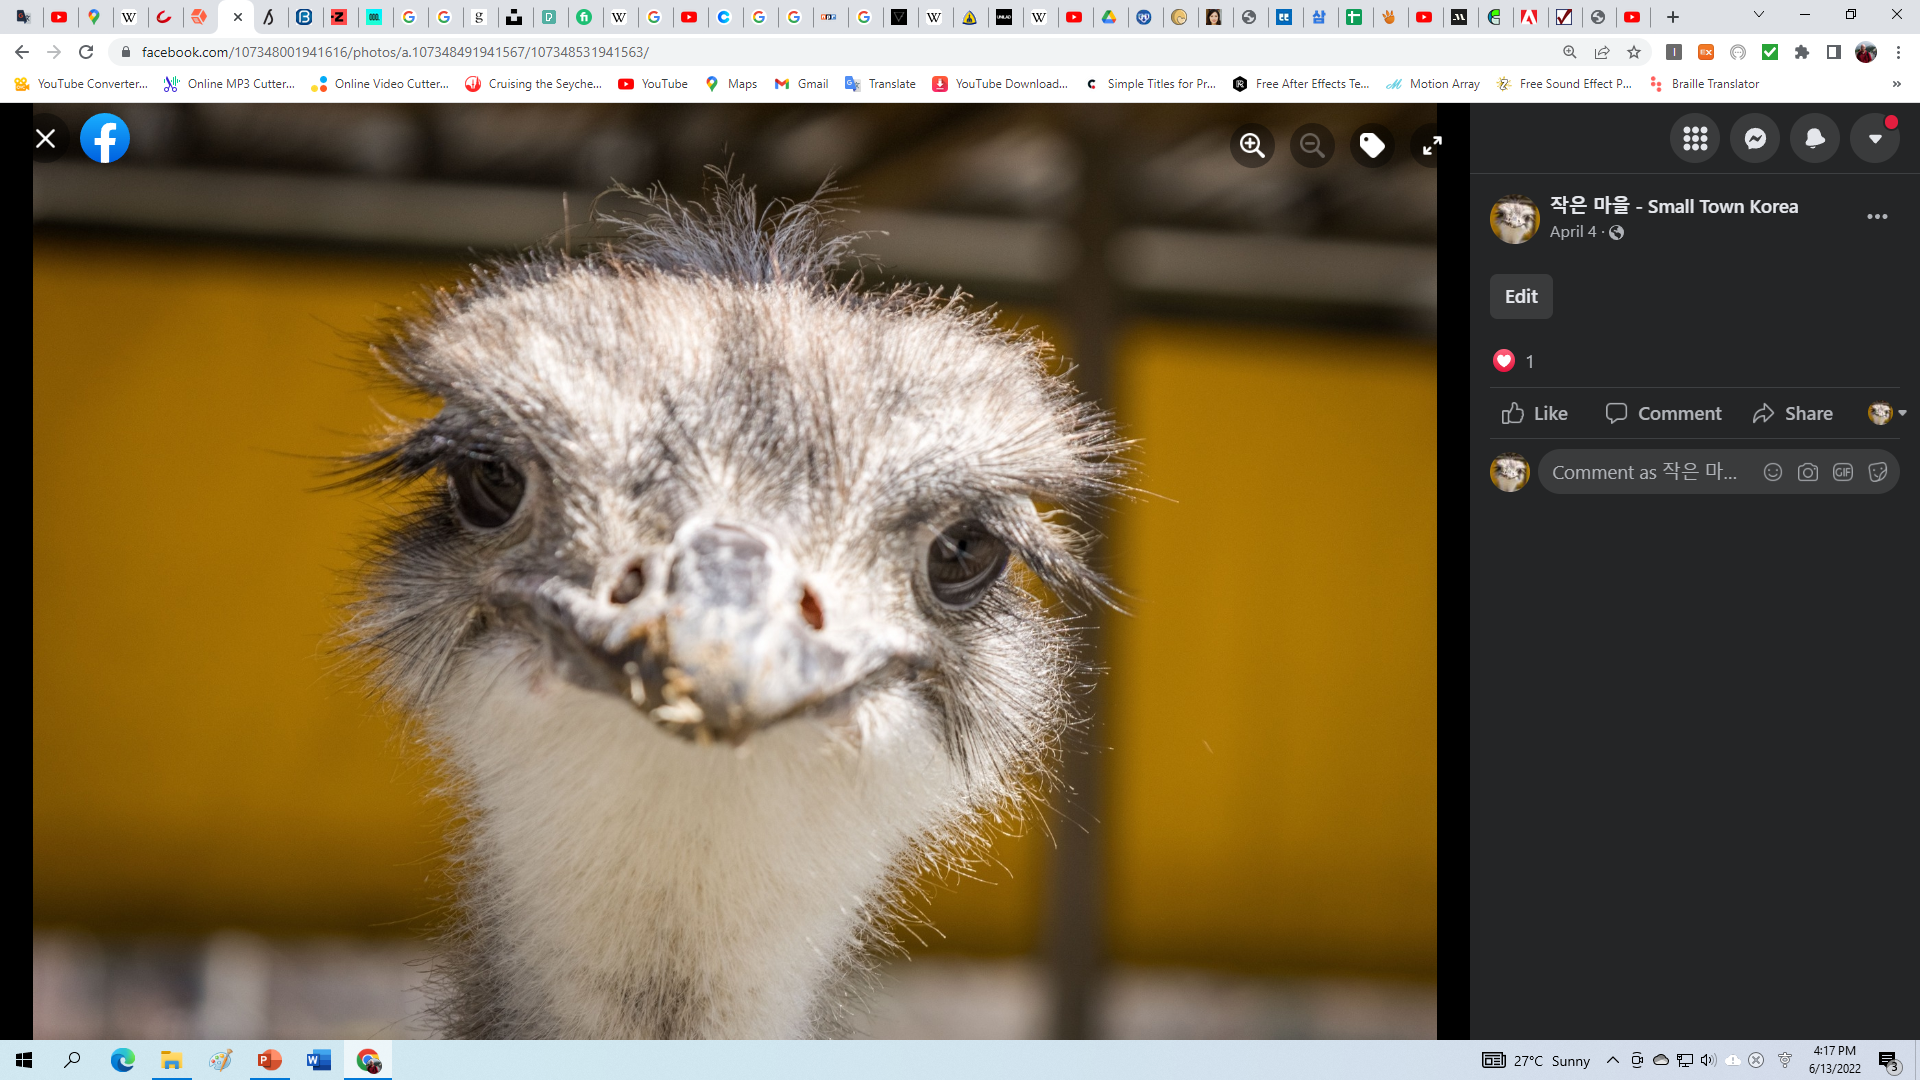 facebook.com/107348001941616/photos/a.107348491941567/107348531941563/
YouTube Converter... Online MP3 Cutter... Online Video Cutter... Cruising the Seyche... YouTube Maps Gmail Translate YouTube Download... Simple Titles for Pr... Free After Effects Te... Motion Array Free Sound Effect P... Braille Translator »
작은 마을 - Small Town Korea
April 4 ·
Edit
1
Like Comment Share
Comment as 작은 마... GIF
27°C Sunny
4:17 PM
6/13/2022
3